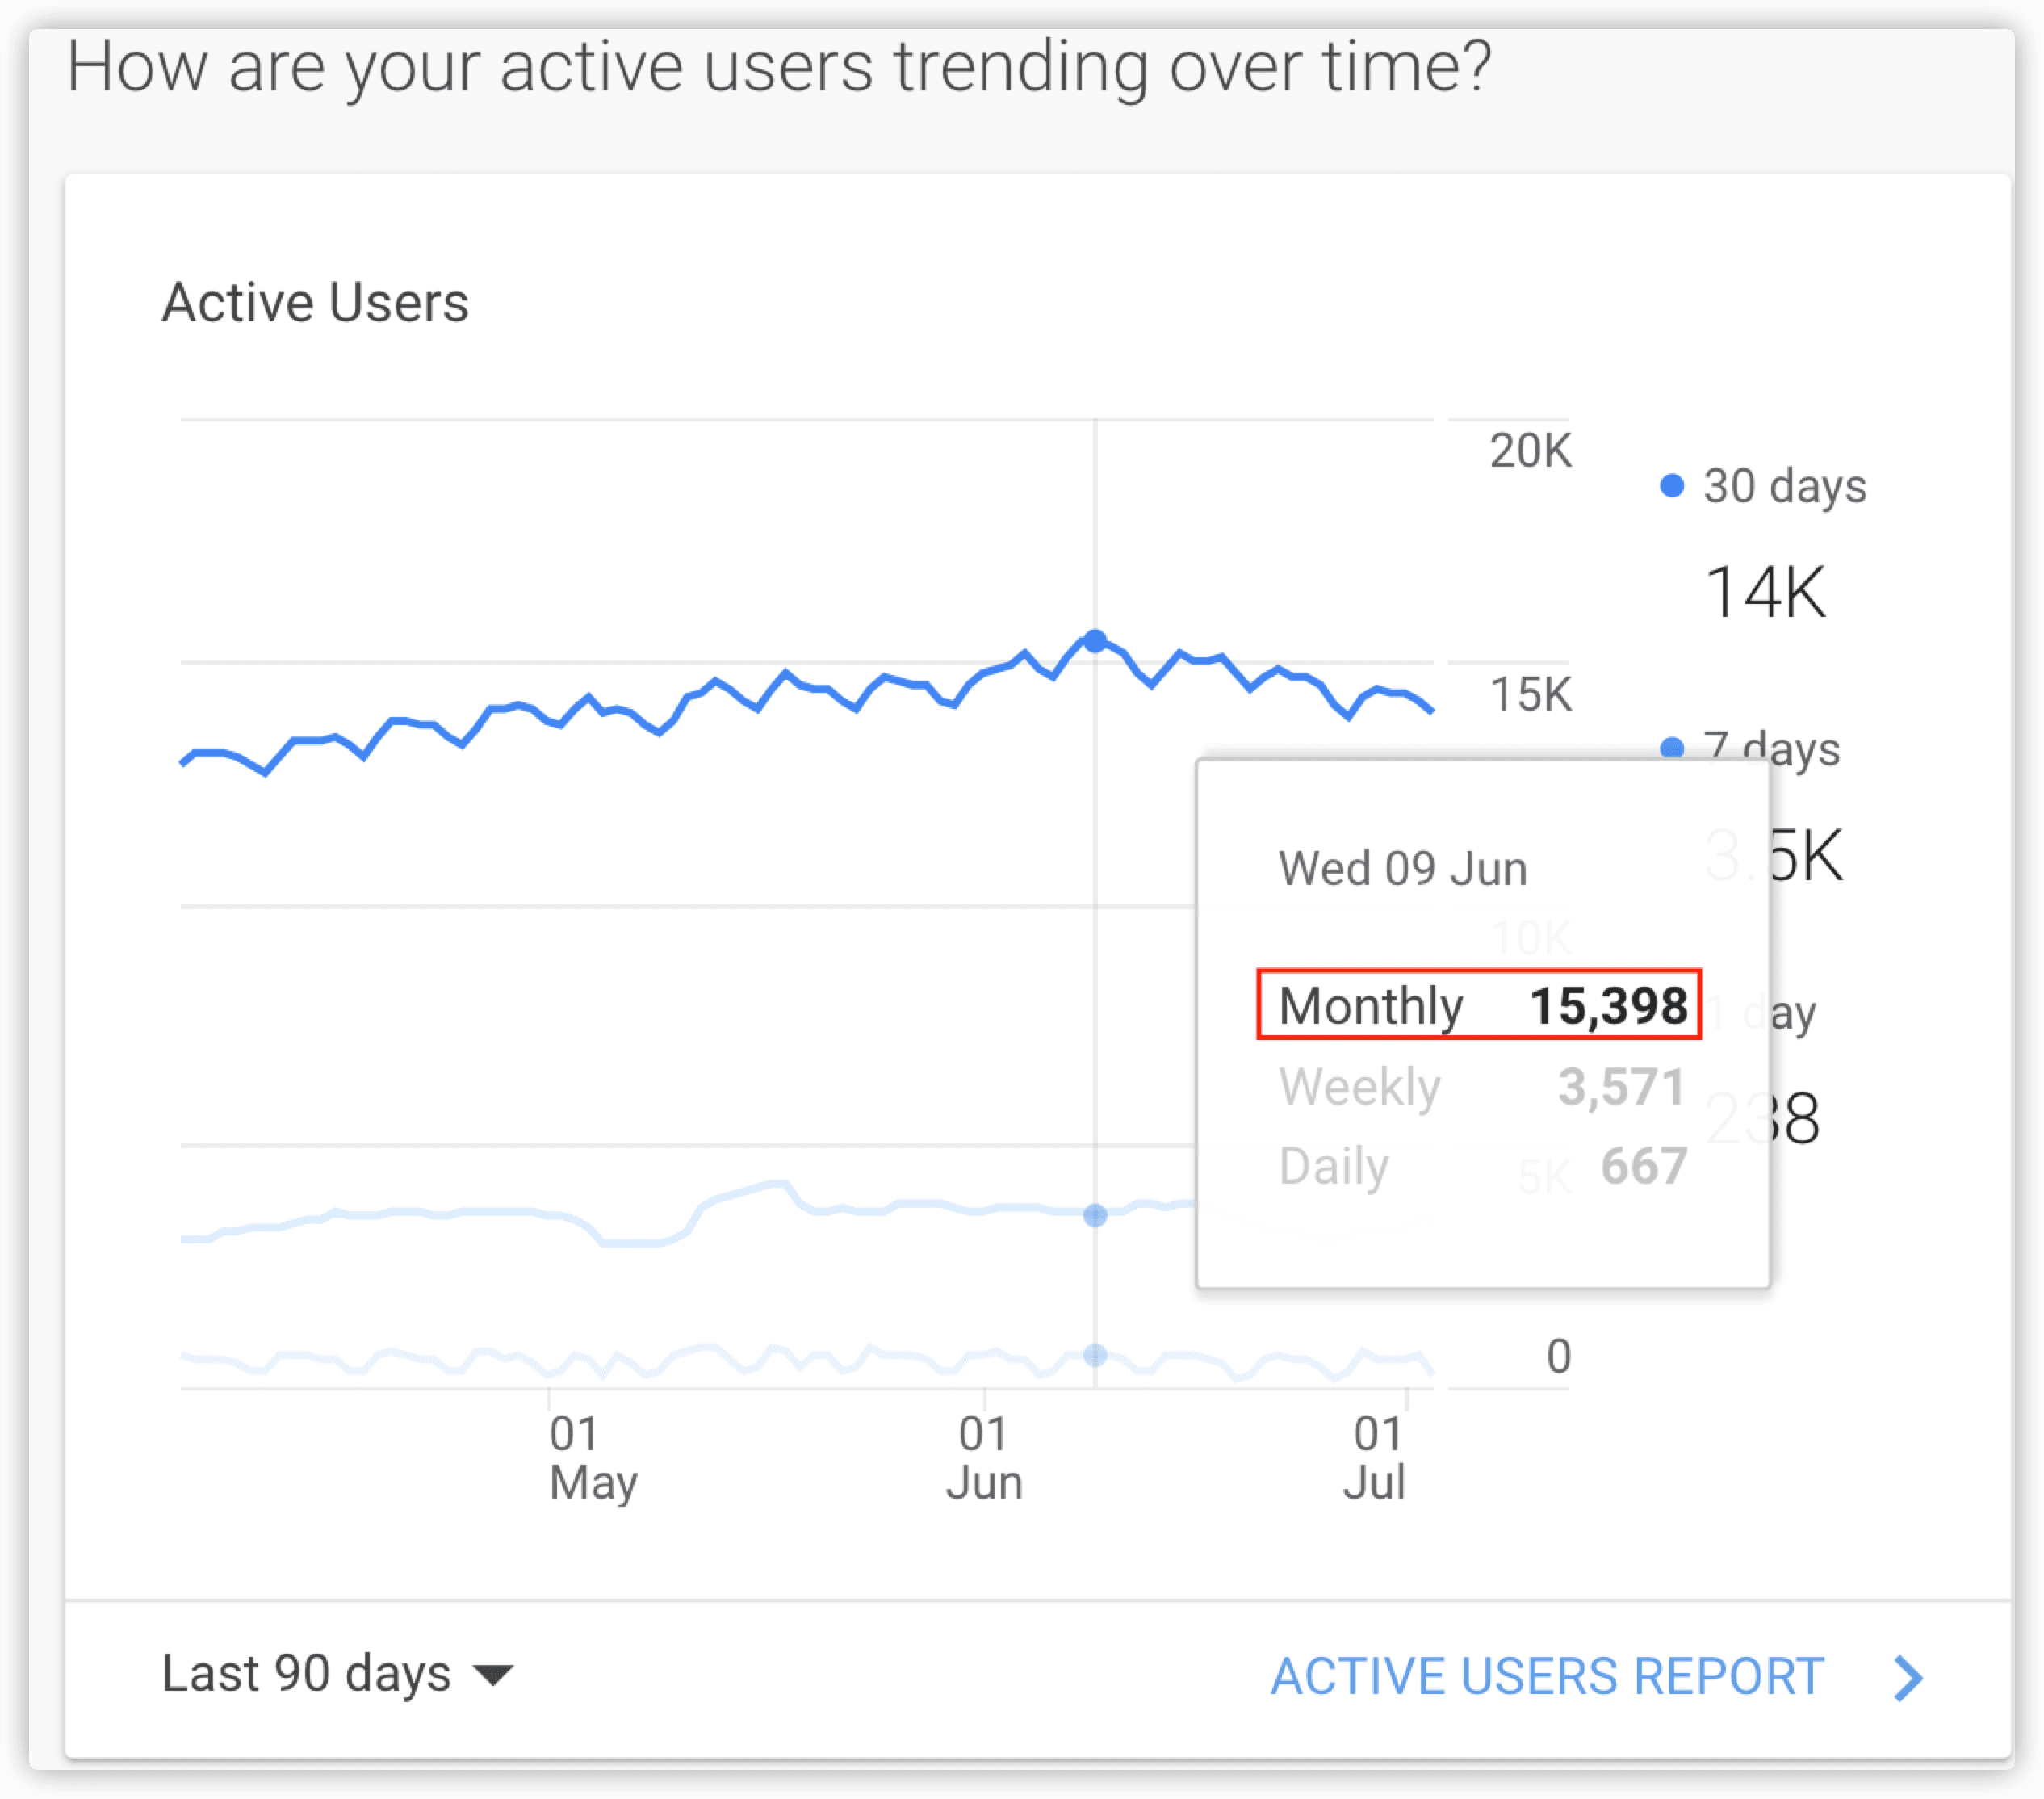 How are your active users trending over time?
Active Users
20K
15K
10K
5K
0
30 days
14K
7 days
3.5K
1 day
238
Wed 09 Jun
Monthly 15,398
Weekly 3,571
Daily 667
01 May
01 Jun
01 Jul
Last 90 days
ACTIVE USERS REPORT